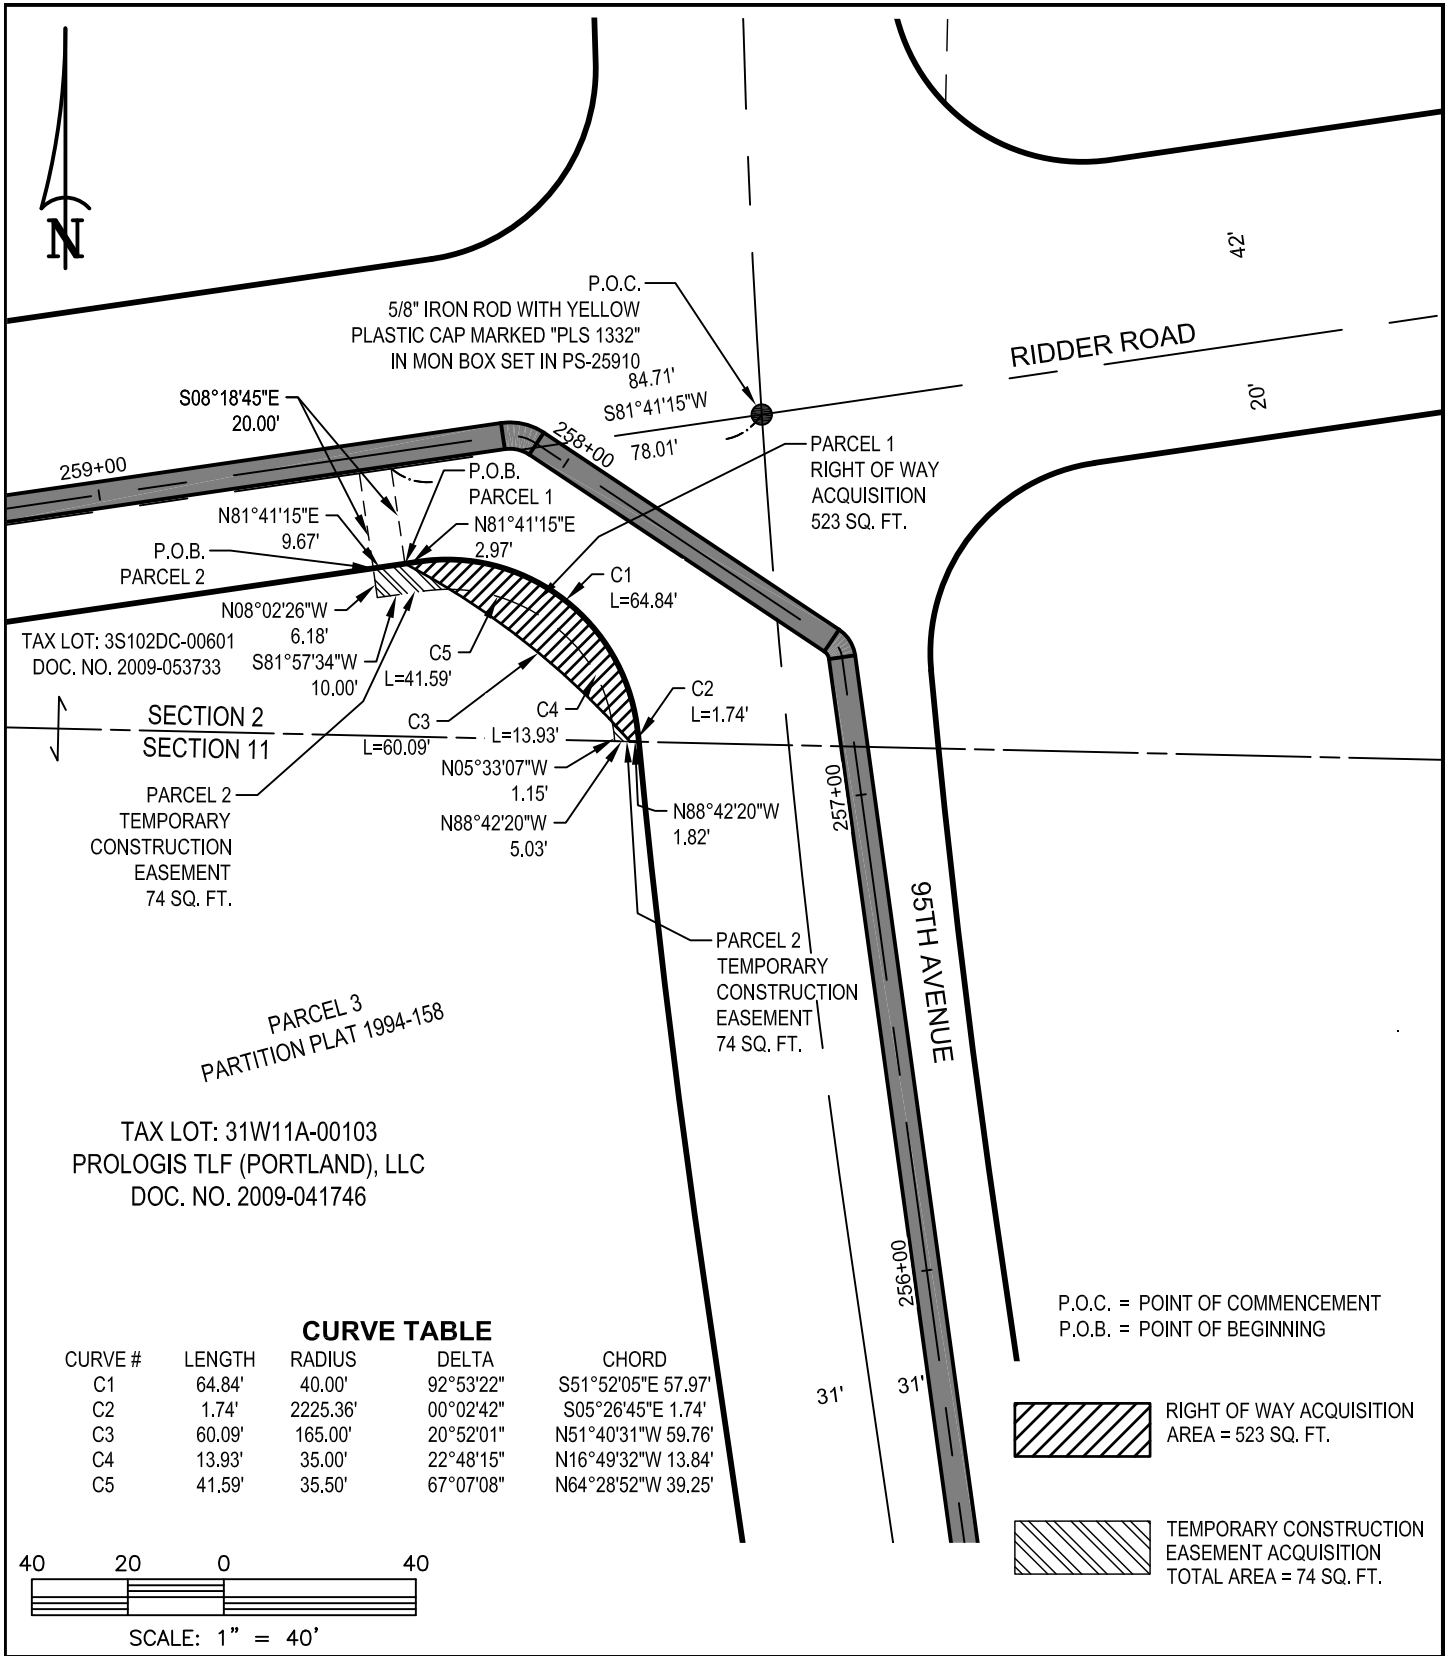 N
42'
P.O.C.
5/8" IRON ROD WITH YELLOW
PLASTIC CAP MARKED "PLS 1332"
IN MON BOX SET IN PS-25910
RIDDER ROAD
84.71'
S81°41'15"W
78.01'
20'
S08°18'45"E
20.00'
259+00
258+00
P.O.B.
PARCEL 1
PARCEL 1
RIGHT OF WAY
ACQUISITION
523 SQ. FT.
N81°41'15"E
9.67'
N81°41'15"E
2.97'
P.O.B.
PARCEL 2
C1
L=64.84'
N08°02'26"W
6.18'
TAX LOT: 3S102DC-00601
DOC. NO. 2009-053733
S81°57'34"W
10.00'
C5
L=41.59'
C2
L=1.74'
C4
L=13.93'
C3
L=60.09'
SECTION 2
SECTION 11
N05°33'07"W
1.15'
N88°42'20"W
5.03'
N88°42'20"W
1.82'
257+00
PARCEL 2
TEMPORARY
CONSTRUCTION
EASEMENT
74 SQ. FT.
95TH AVENUE
PARCEL 2
TEMPORARY
CONSTRUCTION
EASEMENT
74 SQ. FT.
PARCEL 3
PARTITION PLAT 1994-158
TAX LOT: 31W11A-00103
PROLOGIS TLF (PORTLAND), LLC
DOC. NO. 2009-041746
256+00
P.O.C. = POINT OF COMMENCEMENT
P.O.B. = POINT OF BEGINNING
31'
31'
CURVE TABLE
CURVE # LENGTH RADIUS DELTA CHORD
C1 64.84' 40.00' 92°53'22" S51°52'05"E 57.97'
C2 1.74' 2225.36' 00°02'42" S05°26'45"E 1.74'
C3 60.09' 165.00' 20°52'01" N51°40'31"W 59.76'
C4 13.93' 35.00' 22°48'15" N16°49'32"W 13.84'
C5 41.59' 35.50' 67°07'08" N64°28'52"W 39.25'
RIGHT OF WAY ACQUISITION
AREA = 523 SQ. FT.
TEMPORARY CONSTRUCTION
EASEMENT ACQUISITION
TOTAL AREA = 74 SQ. FT.
40 20 0 40
SCALE: 1" = 40'